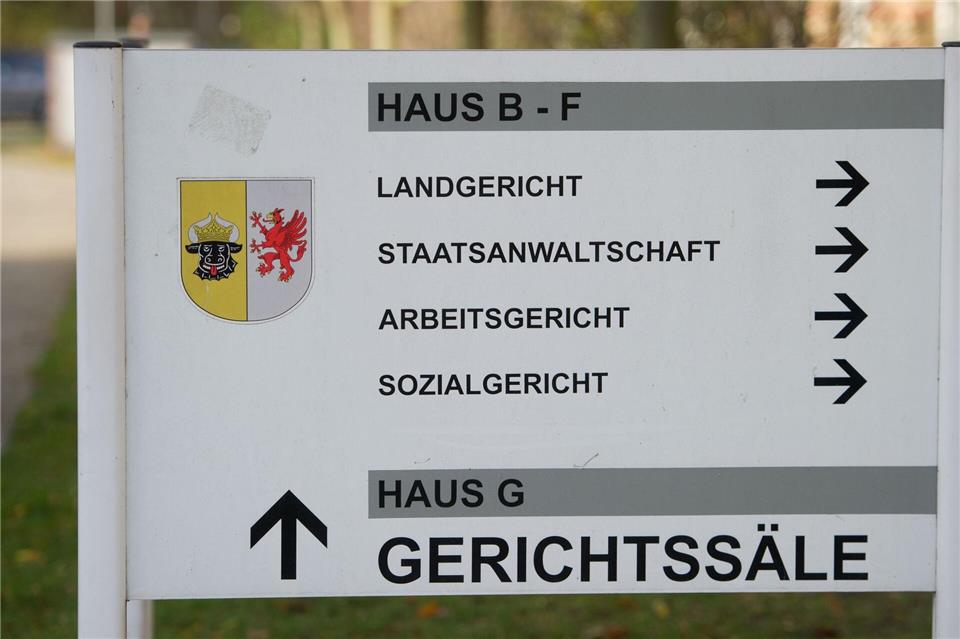 HAUS B - F
LANDGERICHT
STAATSANWALTSCHAFT
ARBEITSGERICHT
SOZIALGERICHT
HAUS G
GERICHTSSÄLE